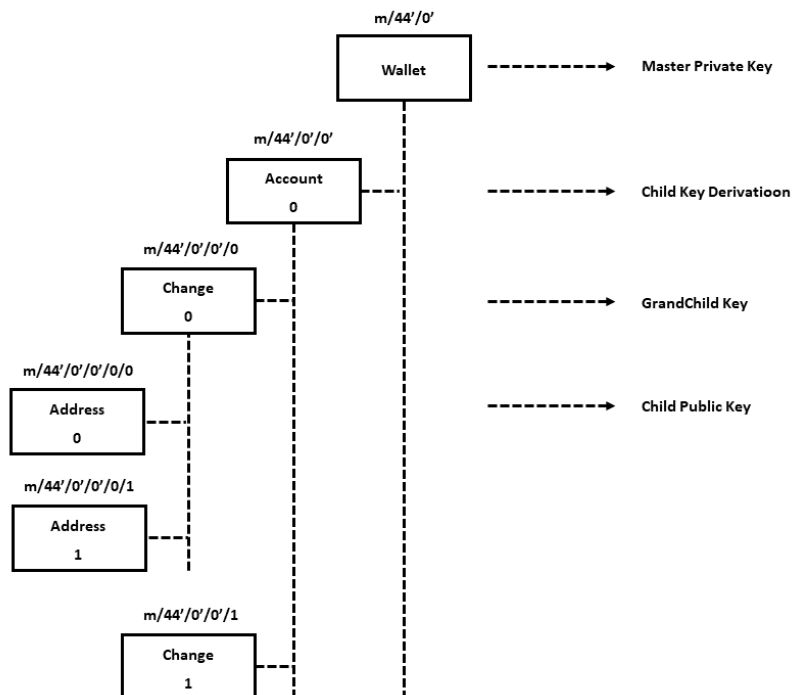 m/44’/0’
Wallet
Master Private Key
m/44’/0’/0’
Account
0
Child Key Derivatioon
m/44’/0’/0’/0
Change
0
GrandChild Key
m/44’/0’/0’/0/0
Address
0
Child Public Key
m/44’/0’/0’/0/1
Address
1
m/44’/0’/0’/1
Change
1